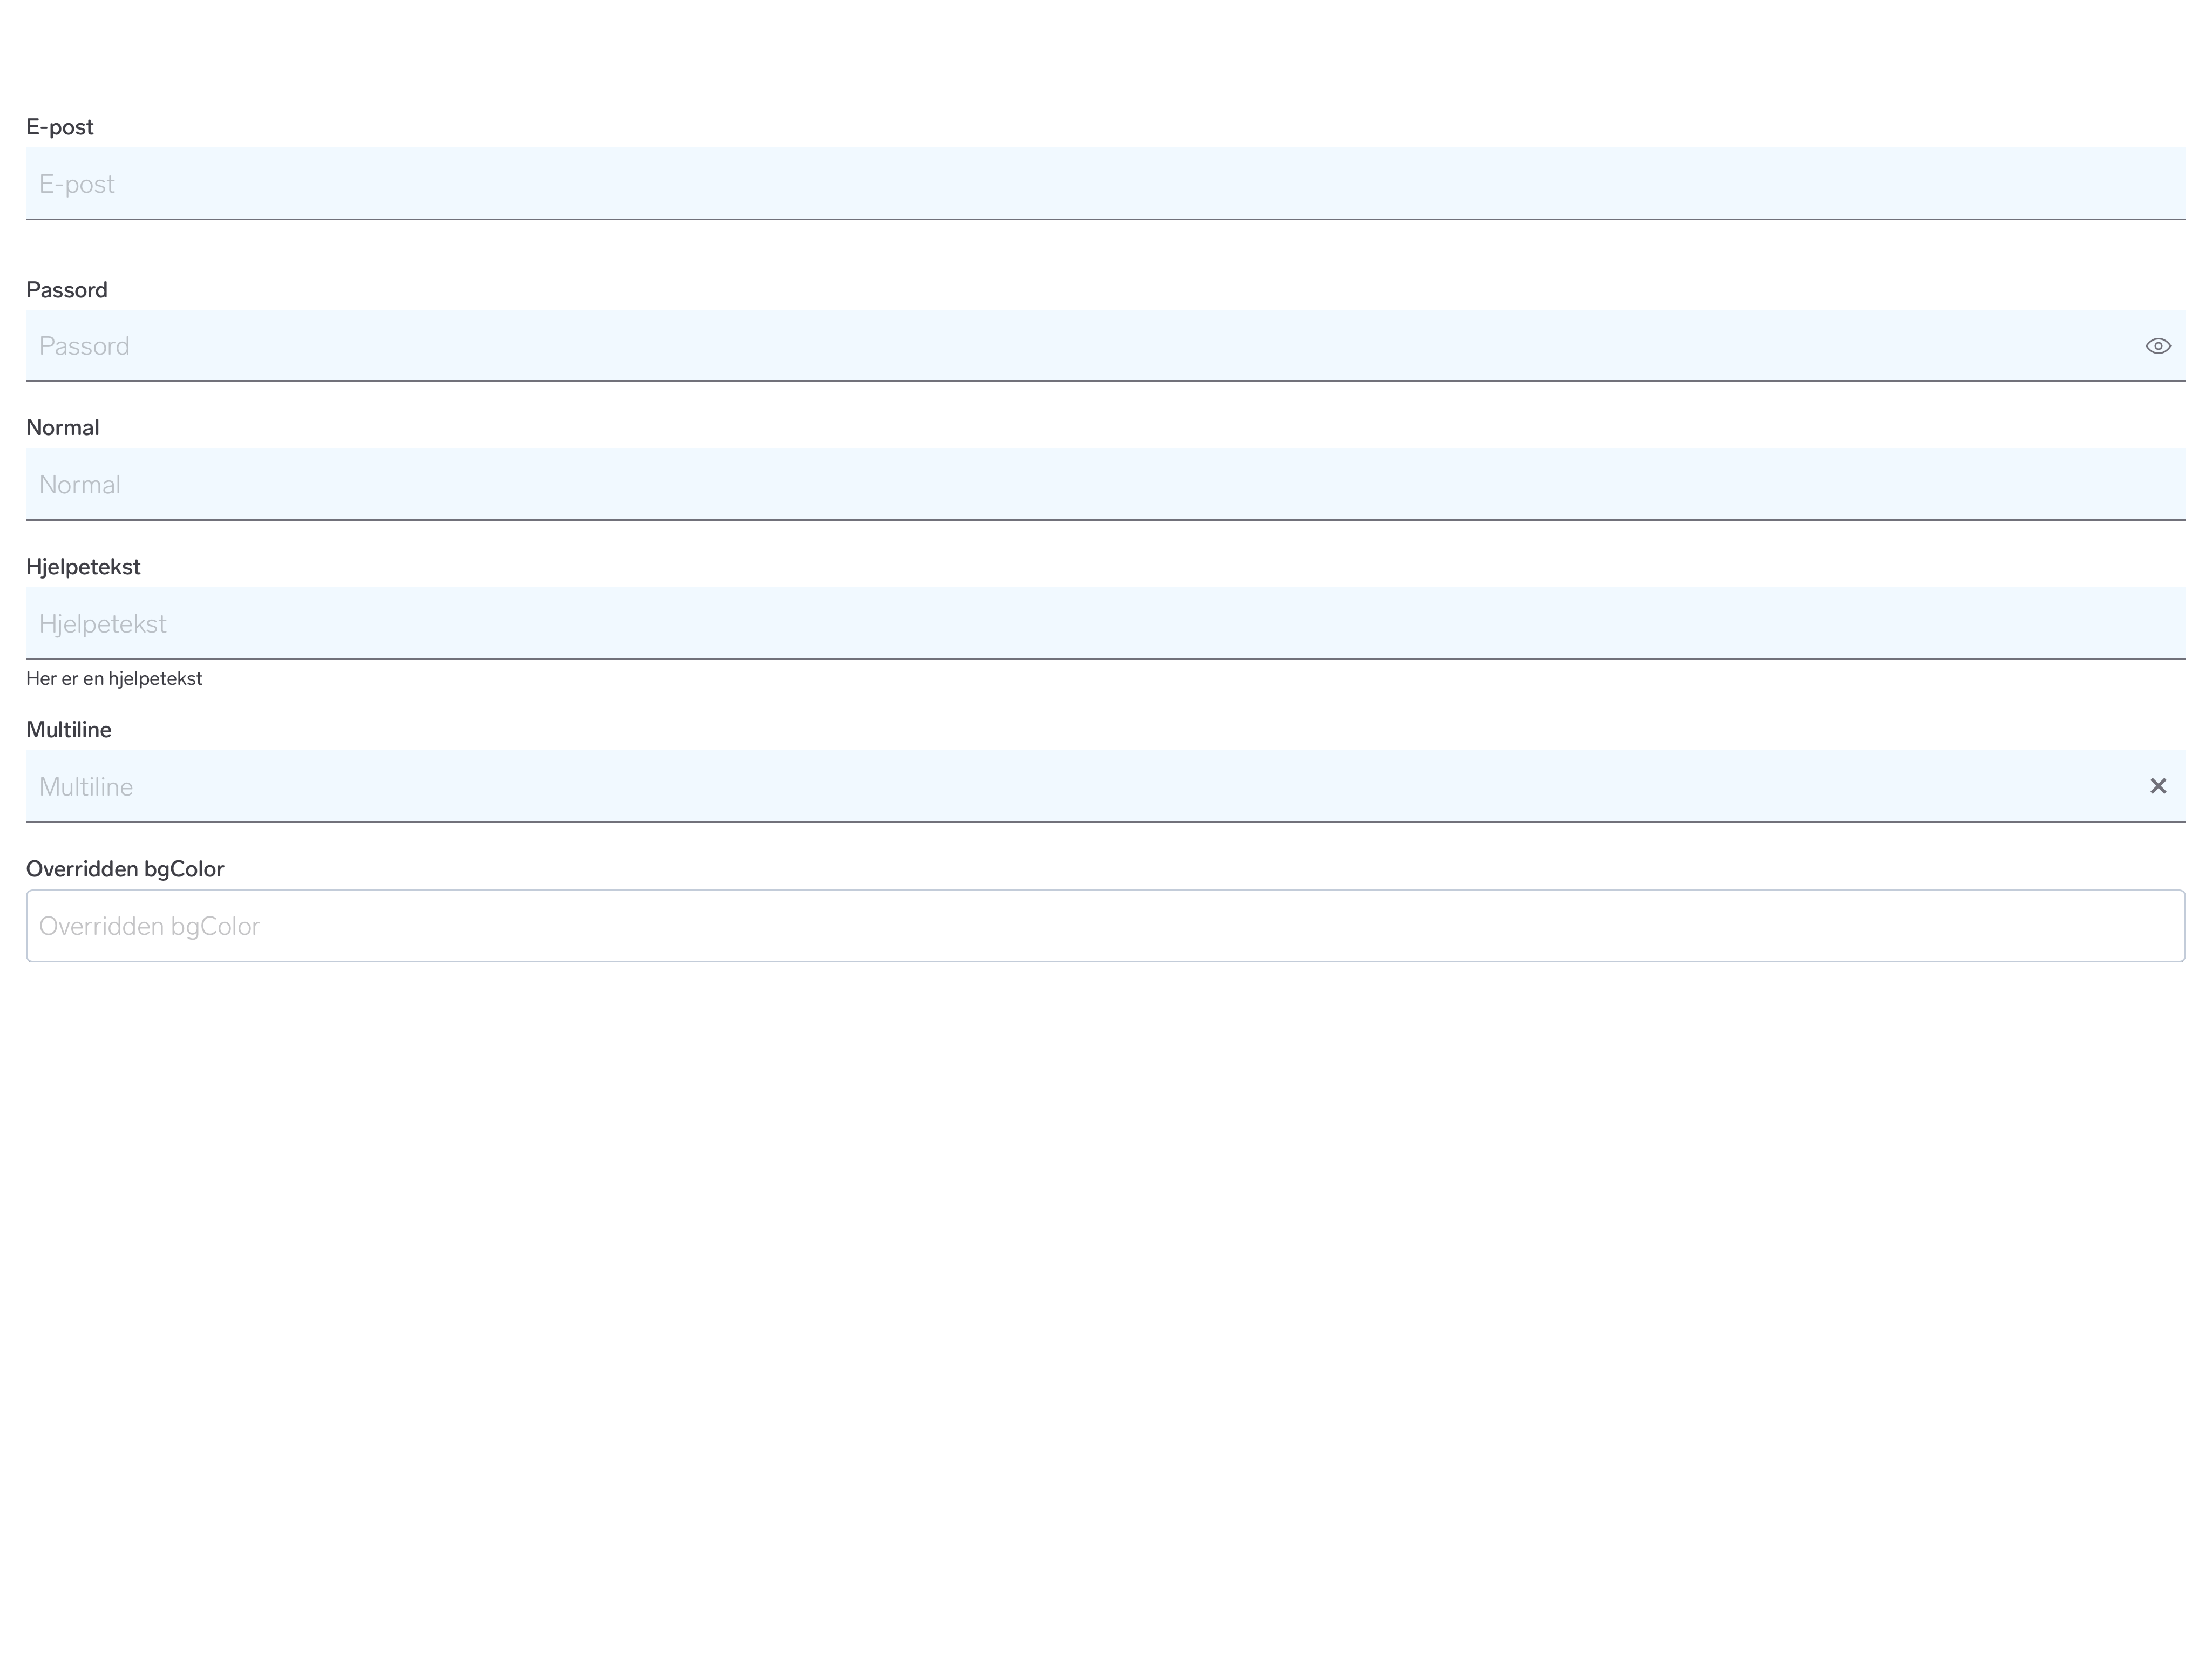 E-post
E-post
Passord
Passord
Normal
Normal
Hjelpetekst
Hjelpetekst
Her er en hjelpetekst
Multiline
Multiline
Overridden bgColor
Overridden bgColor